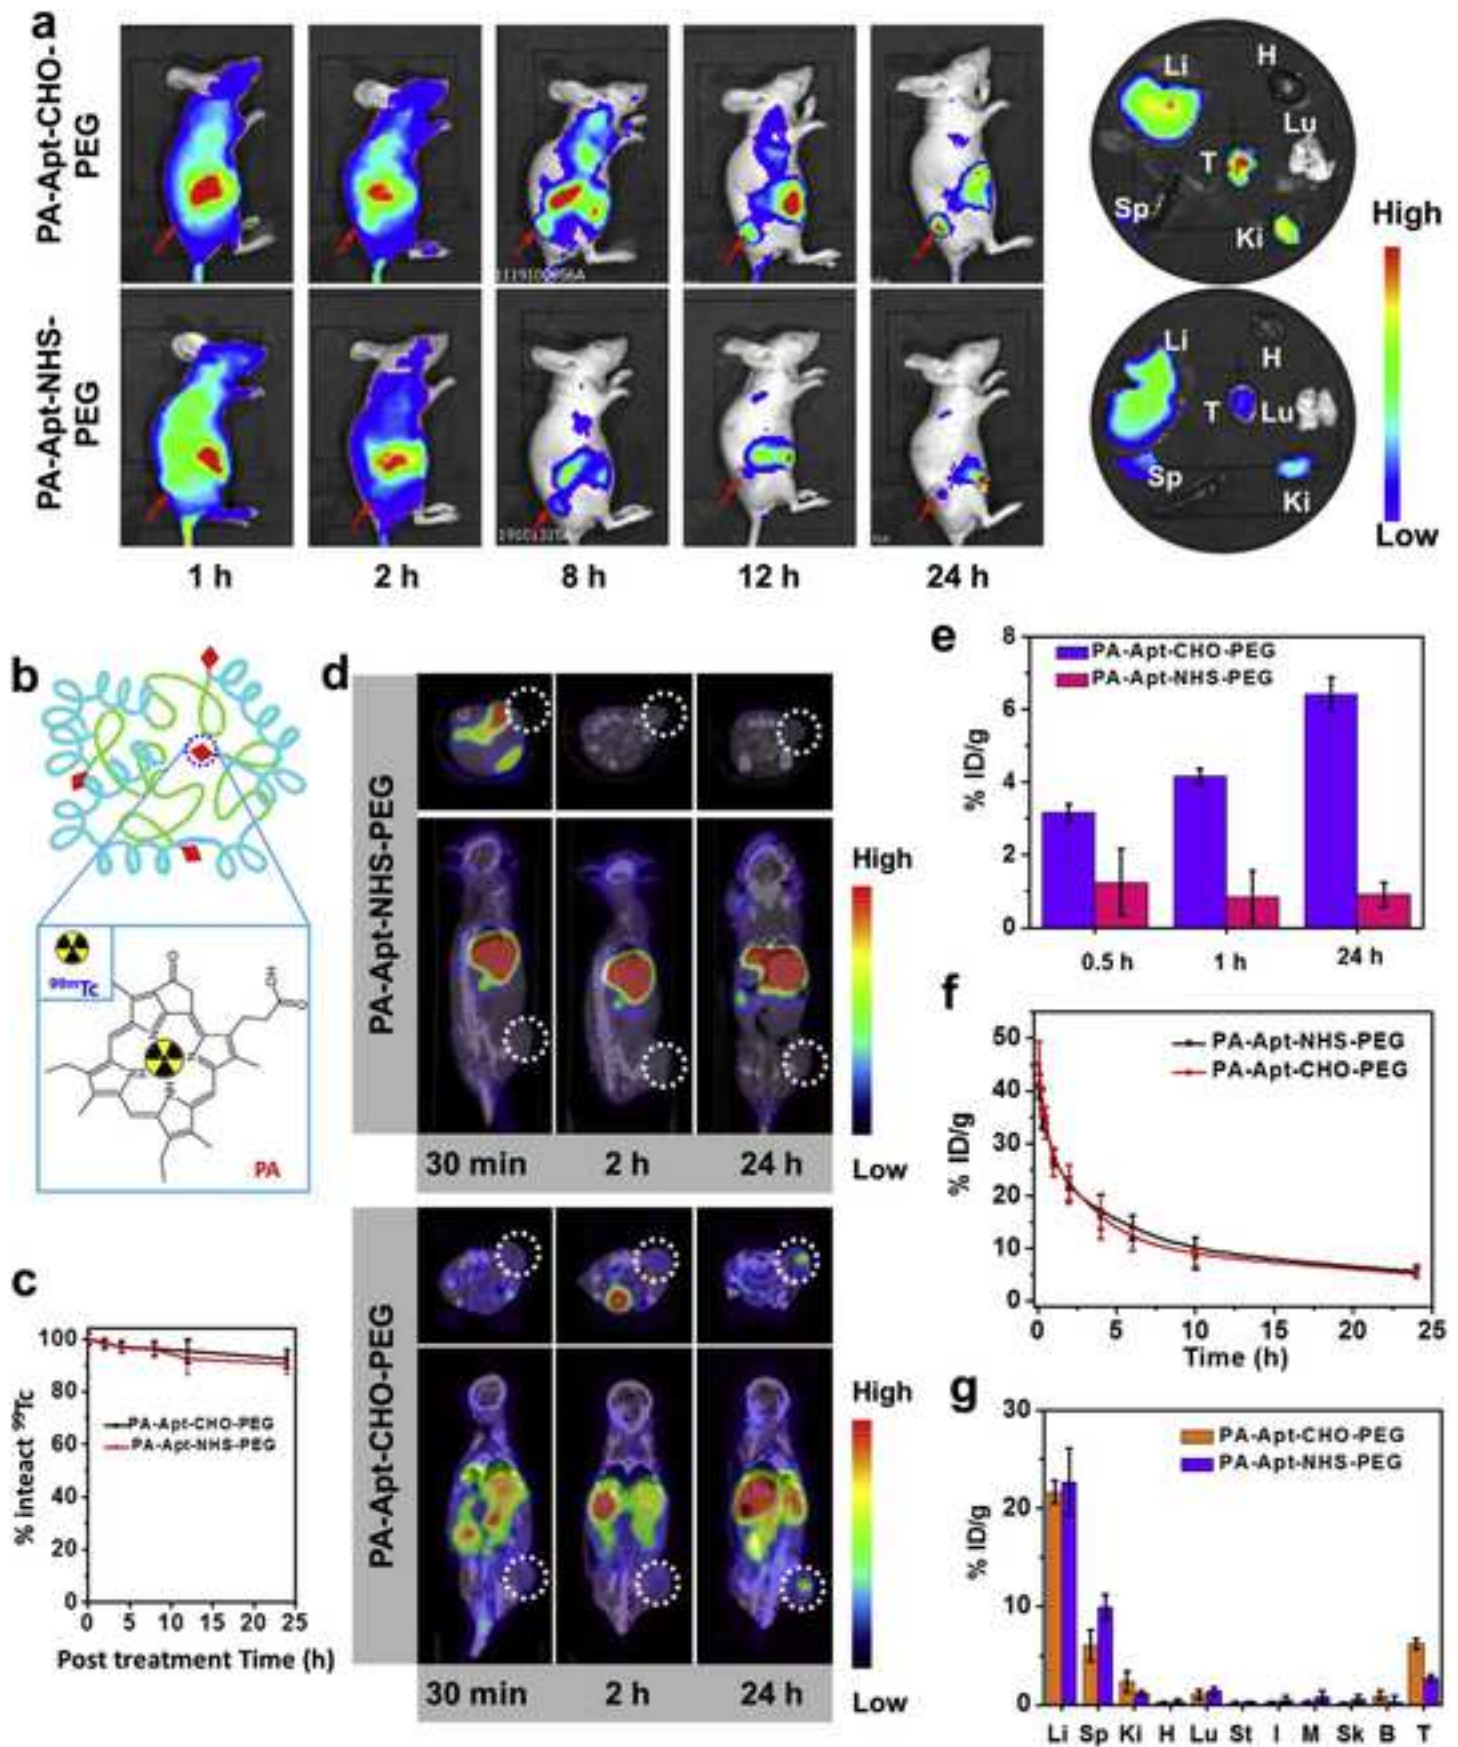 a
PA-Apt-CHO-
PEG
Li
H
Lu
T
Sp
Ki
High
PA-Apt-NHS-
PEG
Li
H
T
Lu
Sp
Ki
Low
1 h
2 h
8 h
12 h
24 h
b
99mTc
PA
c
100
80
60
40
20
0
% inteact 99Tc
PA-Apt-CHO-PEG
PA-Apt-NHS-PEG
0
5
10
15
20
25
Post treatment Time (h)
d
PA-Apt-NHS-PEG
High
Low
30 min
2 h
24 h
PA-Apt-CHO-PEG
High
Low
30 min
2 h
24 h
e
8
6
4
2
0
% ID/g
PA-Apt-CHO-PEG
PA-Apt-NHS-PEG
0.5 h
1 h
24 h
f
50
40
30
20
10
0
% ID/g
PA-Apt-NHS-PEG
PA-Apt-CHO-PEG
0
5
10
15
20
25
Time (h)
g
30
20
10
0
% ID/g
PA-Apt-CHO-PEG
PA-Apt-NHS-PEG
Li
Sp
Ki
H
Lu
St
I
M
Sk
B
T